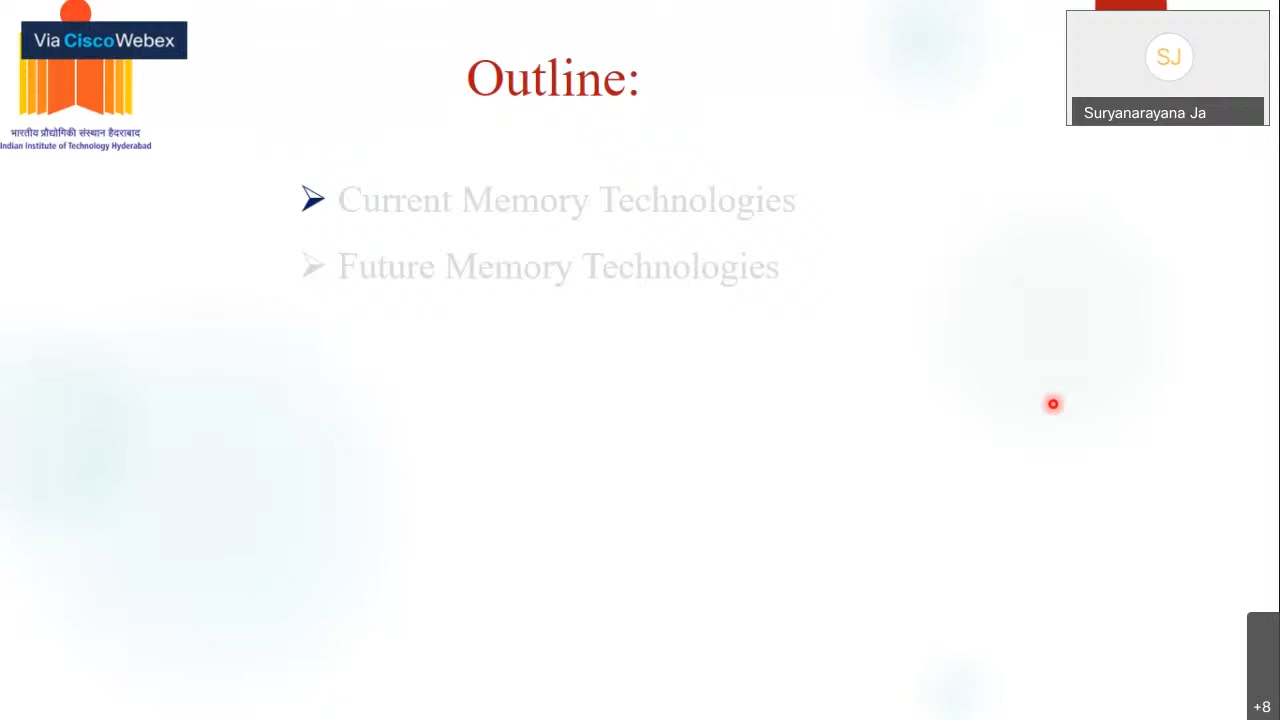 Via CiscoWebex
भारतीय प्रौद्योगिकी संस्थान हैदराबाद
Indian Institute of Technology Hyderabad
Outline:
SJ
Suryanarayana Ja
Current Memory Technologies
Future Memory Technologies
+8